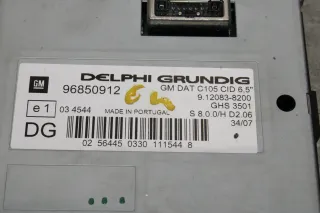 DELPHI GRUNDIG
GM
96850912
GM DAT C105 CID 6,5"
9.12083-8200
e1
03 4544
MADE IN PORTUGAL
GHS 3501
DG
S 8.0.0/H D2.06
34/07
02 56445 0330 111544 8